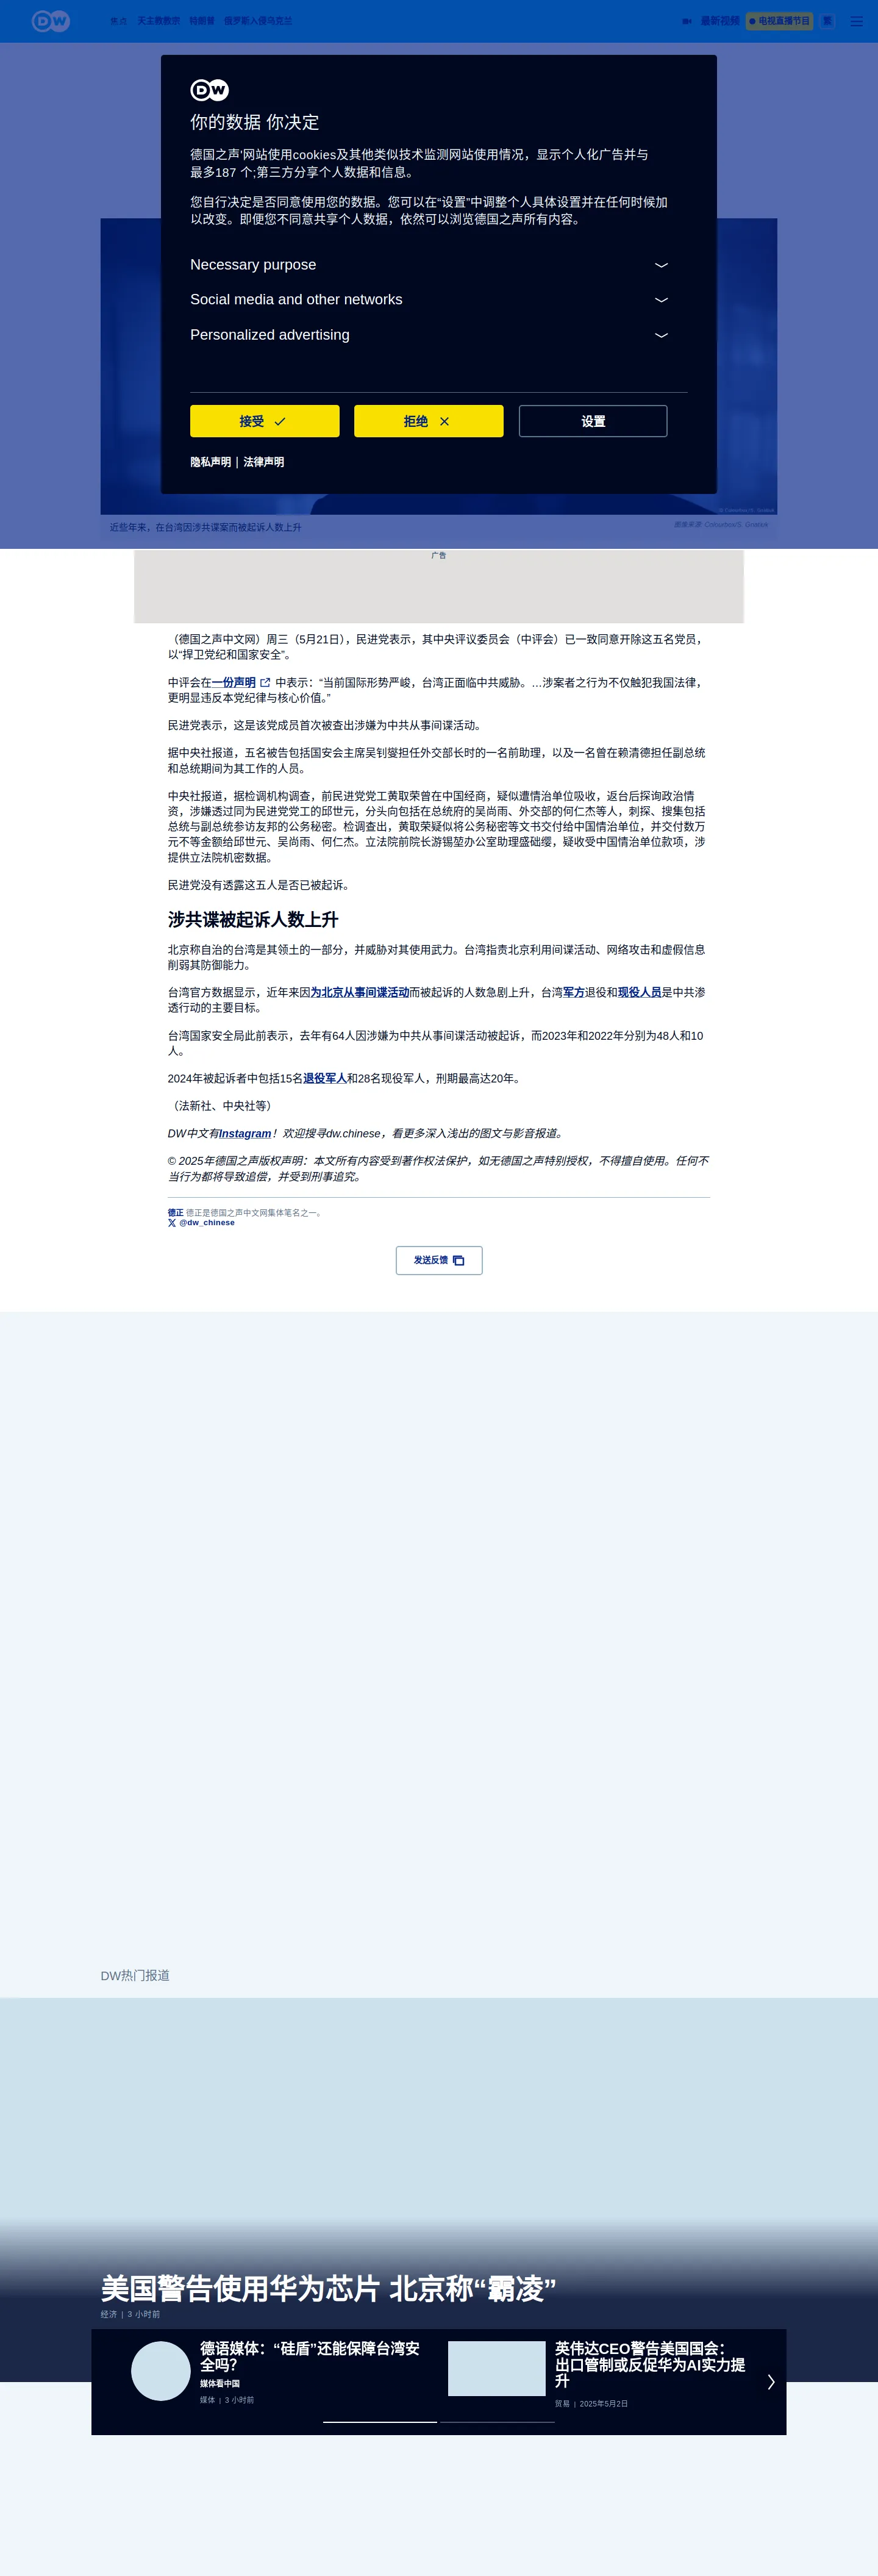 DW
焦点 天主教教宗 特朗普 俄罗斯入侵乌克兰 最新视频 电视直播节目 繁
DW
你的数据 你决定
德国之声'网站使用cookies及其他类似技术监测网站使用情况，显示个人化广告并与
最多187 个;第三方分享个人数据和信息。
您自行决定是否同意使用您的数据。您可以在“设置”中调整个人具体设置并在任何时候加
以改变。即便您不同意共享个人数据，依然可以浏览德国之声所有内容。
Necessary purpose
Social media and other networks
Personalized advertising
接受 拒绝 设置
隐私声明 | 法律声明
近些年来，在台湾因涉共谍案而被起诉人数上升
广告
（德国之声中文网）周三（5月21日），民进党表示，其中央评议委员会（中评会）已一致同意开除这五名党员，
以“捍卫党纪和国家安全”。
中评会在一份声明 中表示：“当前国际形势严峻，台湾正面临中共威胁。…涉案者之行为不仅触犯我国法律，
更明显违反本党纪律与核心价值。”
民进党表示，这是该党成员首次被查出涉嫌为中共从事间谍活动。
据中央社报道，五名被告包括国安会主席吴钊燮担任外交部长时的一名前助理，以及一名曾在赖清德担任副总统
和总统期间为其工作的人员。
中央社报道，据检调机构调查，前民进党党工黄取荣曾在中国经商，疑似遭情治单位吸收，返台后探询政治情
资，涉嫌透过同为民进党党工的邱世元，分头向包括在总统府的吴尚雨、外交部的何仁杰等人，刺探、搜集包括
总统与副总统参访友邦的公务秘密。检调查出，黄取荣疑似将公务秘密等文书交付给中国情治单位，并交付数万
元不等金额给邱世元、吴尚雨、何仁杰。立法院前院长游锡堃办公室助理盛础缨，疑收受中国情治单位款项，涉
提供立法院机密数据。
民进党没有透露这五人是否已被起诉。
涉共谍被起诉人数上升
北京称自治的台湾是其领土的一部分，并威胁对其使用武力。台湾指责北京利用间谍活动、网络攻击和虚假信息
削弱其防御能力。
台湾官方数据显示，近年来因为北京从事间谍活动而被起诉的人数急剧上升，台湾军方退役和现役人员是中共渗
透行动的主要目标。
台湾国家安全局此前表示，去年有64人因涉嫌为中共从事间谍活动被起诉，而2023年和2022年分别为48人和10
人。
2024年被起诉者中包括15名退役军人和28名现役军人，刑期最高达20年。
（法新社、中央社等）
DW中文有Instagram！欢迎搜寻dw.chinese，看更多深入浅出的图文与影音报道。
© 2025年德国之声版权声明：本文所有内容受到著作权法保护，如无德国之声特别授权，不得擅自使用。任何不
当行为都将导致追偿，并受到刑事追究。
德正 德正是德国之声中文网集体笔名之一。
@dw_chinese
发送反馈
DW热门报道
美国警告使用华为芯片 北京称“霸凌”
经济 | 3 小时前
德语媒体：“硅盾”还能保障台湾安
全吗？
媒体看中国
媒体 | 3 小时前
英伟达CEO警告美国国会：
出口管制或反促华为AI实力提
升
贸易 | 2025年5月2日